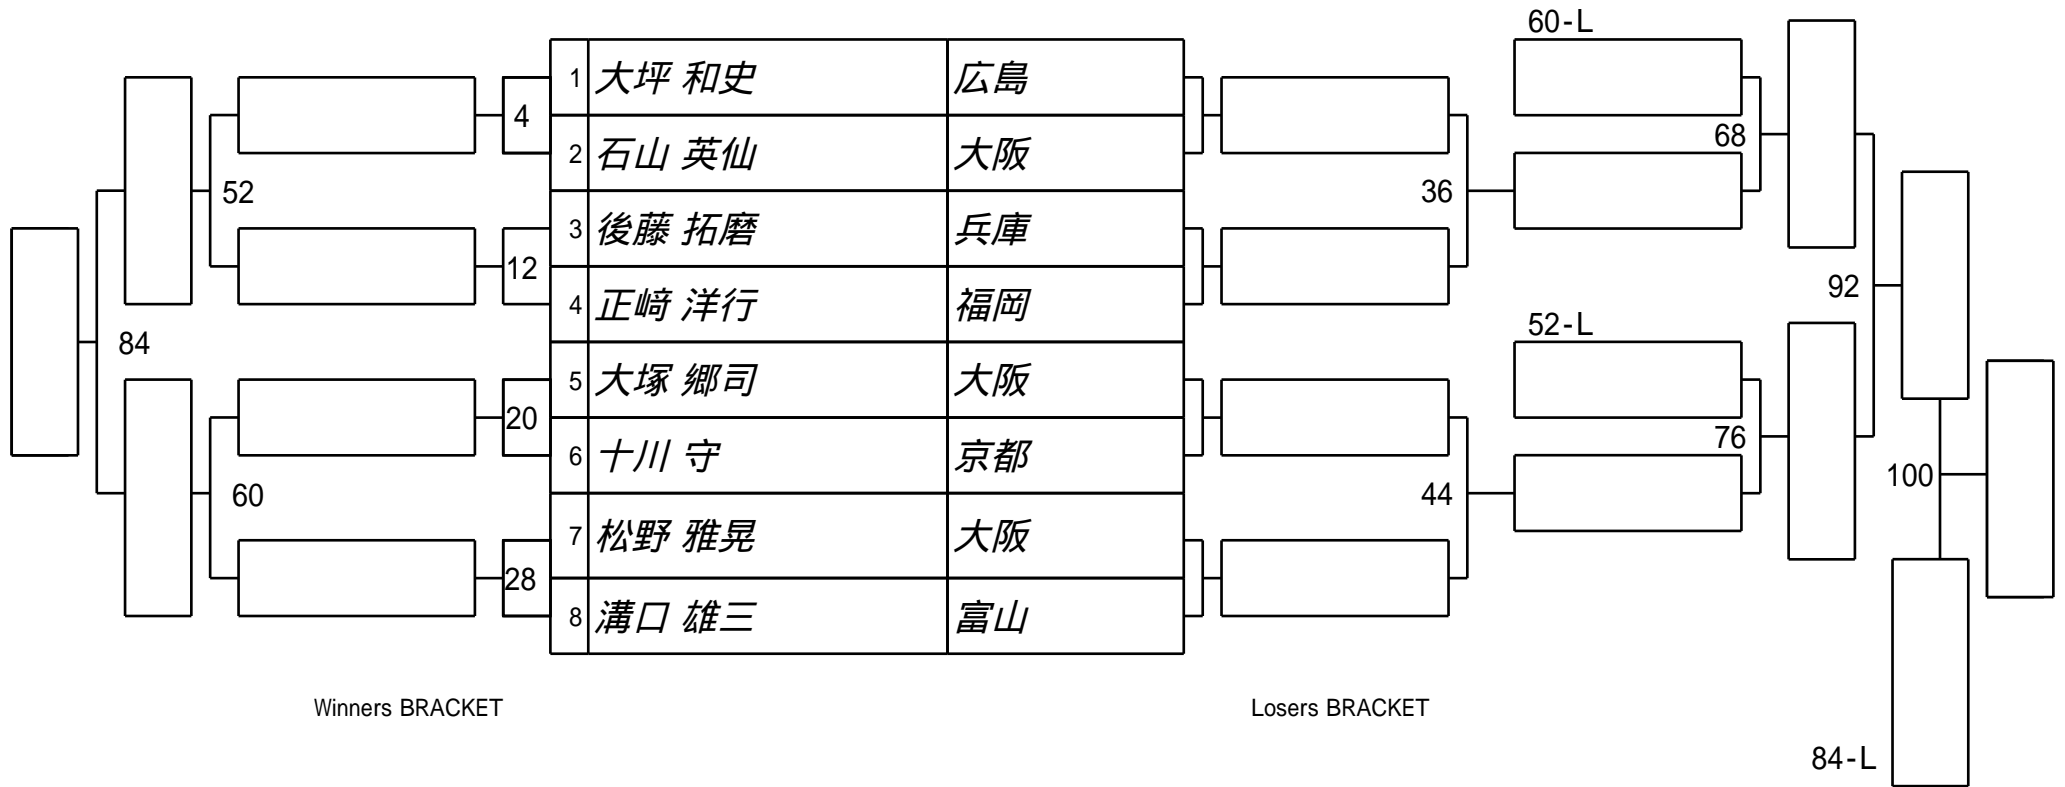 60-L
1 大坪 和史 広島
4
2 石山 英仙 大阪
68
52
36
3 後藤 拓磨 兵庫
12
4 正﨑 洋行 福岡
92
84
52-L
5 大塚 郷司 大阪
20
76
6 十川 守 京都
100
60
44
7 松野 雅晃 大阪
28
8 溝口 雄三 富山
Winners BRACKET
Losers BRACKET
84-L